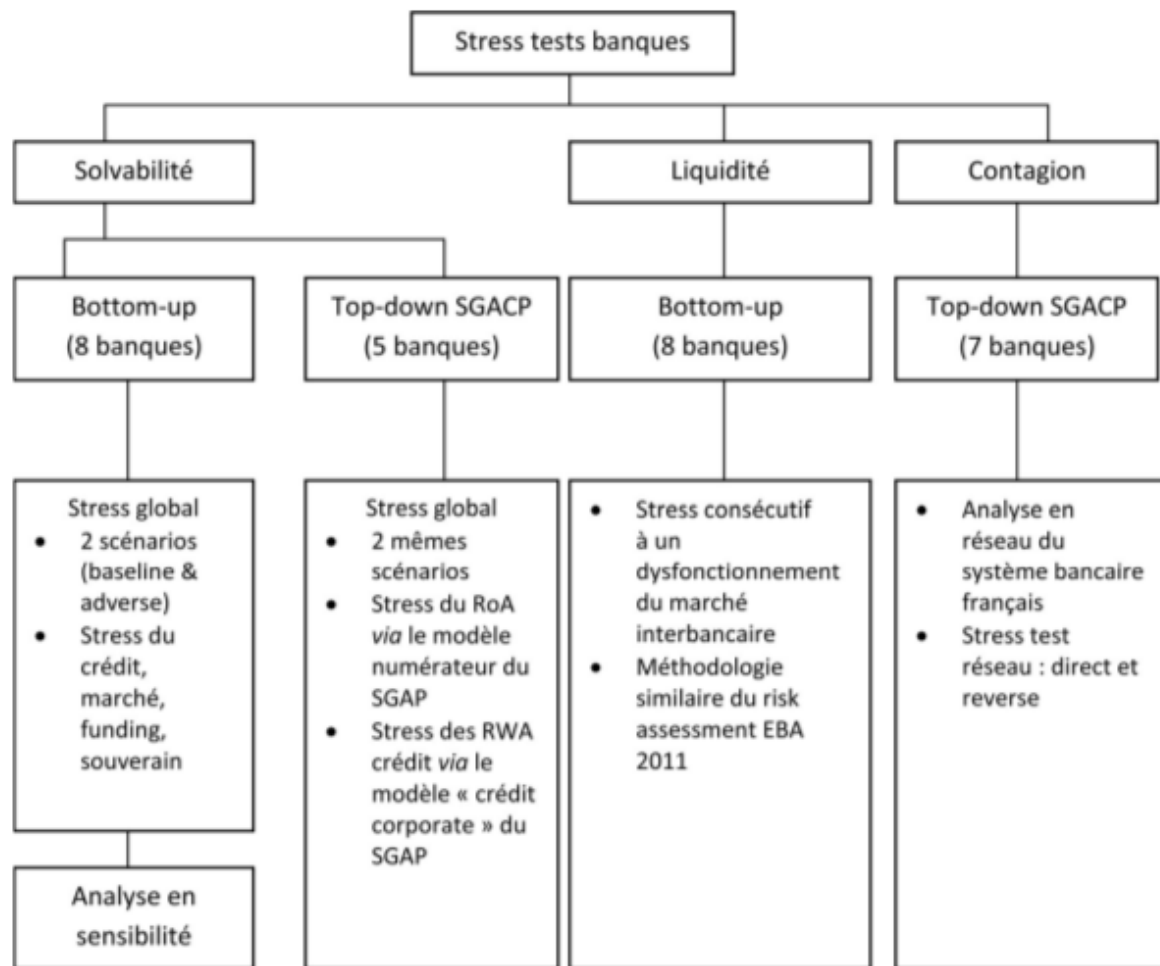 Stress tests banques
Solvabilité
Liquidité
Contagion
Bottom-up
(8 banques)
Top-down SGACP
(5 banques)
Bottom-up
(8 banques)
Top-down SGACP
(7 banques)
Stress global
• 2 scénarios
(baseline &
adverse)
• Stress du
crédit,
marché,
funding,
souverain
Stress global
• 2 mêmes
scénarios
• Stress du RoA
via le modèle
numérateur du
SGAP
• Stress des RWA
crédit via le
modèle « crédit
corporate » du
SGAP
• Stress consécutif
à un
dysfonctionnement
du marché
interbancaire
• Méthodologie
similaire du risk
assessment EBA
2011
• Analyse en
réseau du
système bancaire
français
• Stress test
réseau : direct et
reverse
Analyse en
sensibilité